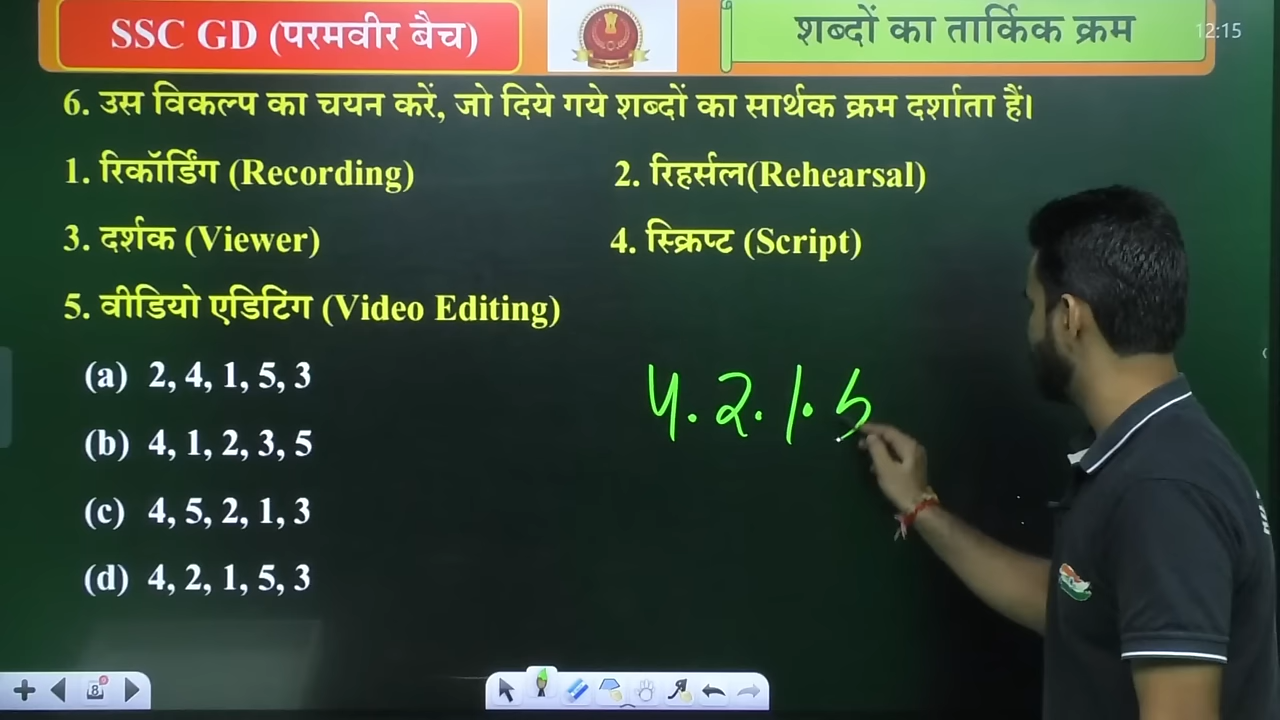 SSC GD (परमवीर बैच)
शब्दों का तार्किक क्रम
12:15
6. उस विकल्प का चयन करें, जो दिये गये शब्दों का सार्थक क्रम दर्शाता हैं।
1. रिकॉर्डिंग (Recording)
2. रिहर्सल(Rehearsal)
3. दर्शक (Viewer)
4. स्क्रिप्ट (Script)
5. वीडियो एडिटिंग (Video Editing)
(a) 2, 4, 1, 5, 3
(b) 4, 1, 2, 3, 5
(c) 4, 5, 2, 1, 3
(d) 4, 2, 1, 5, 3
4. 2. 1. 5
8